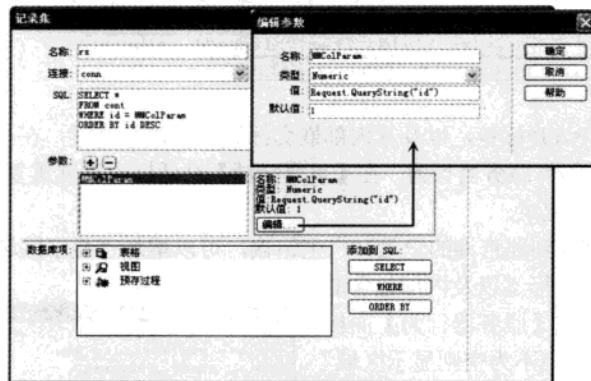 记录集
名称: rs
连接: conn
SQL: SELECT *
FROM cont
WHERE id = MMColParam
ORDER BY id DESC
参数:
MMColParam
名称: MMColParam
类型: Numeric
值: Request.QueryString("id")
默认值: 1
编辑...
数据库项:
表格
视图
预存过程
添加到 SQL:
SELECT
WHERE
ORDER BY
编辑参数
名称: MMColParam
类型: Numeric
值: Request.QueryString("id")
默认值: 1
确定
取消
帮助